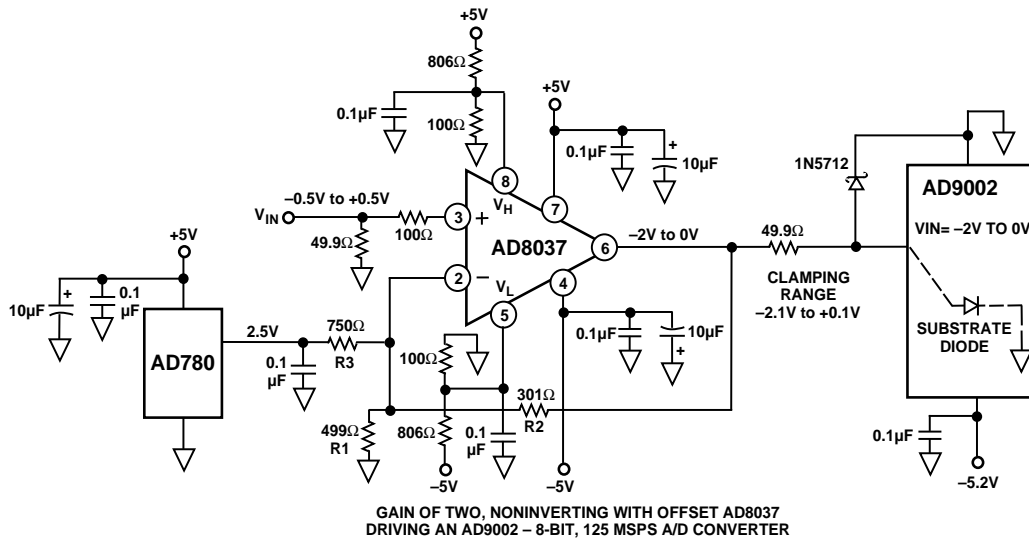 +5V
806Ω
0.1µF
100Ω
+5V
0.1µF
+
10µF
1N5712
AD9002
VIN= –2V TO 0V
8
VH
7
–0.5V to +0.5V
VIN
3
+
100Ω
49.9Ω
AD8037
6
–2V to 0V
49.9Ω
CLAMPING
RANGE
–2.1V to +0.1V
SUBSTRATE
DIODE
+5V
2
–
VL
4
5
10µF
+
0.1
µF
AD780
2.5V
750Ω
R3
0.1
µF
100Ω
0.1µF
10µF
+
301Ω
R2
499Ω
R1
806Ω
0.1
µF
–5V
–5V
0.1µF
–5.2V
GAIN OF TWO, NONINVERTING WITH OFFSET AD8037
DRIVING AN AD9002 – 8-BIT, 125 MSPS A/D CONVERTER